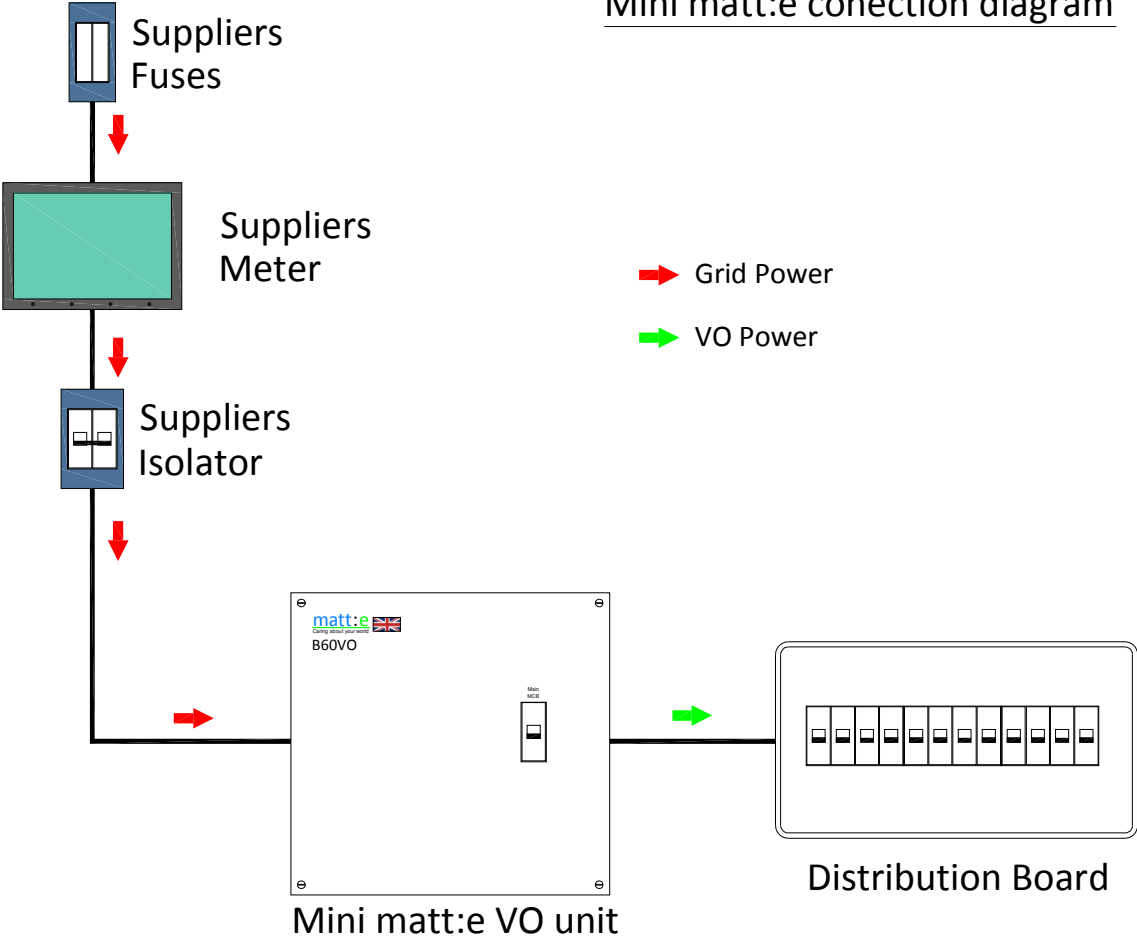 Mini matt:e conection diagram
Suppliers
Fuses
Suppliers
Meter
Grid Power
VO Power
Suppliers
Isolator
matt:e
Caring about your world
B60VO
Main
MCB
Distribution Board
Mini matt:e VO unit